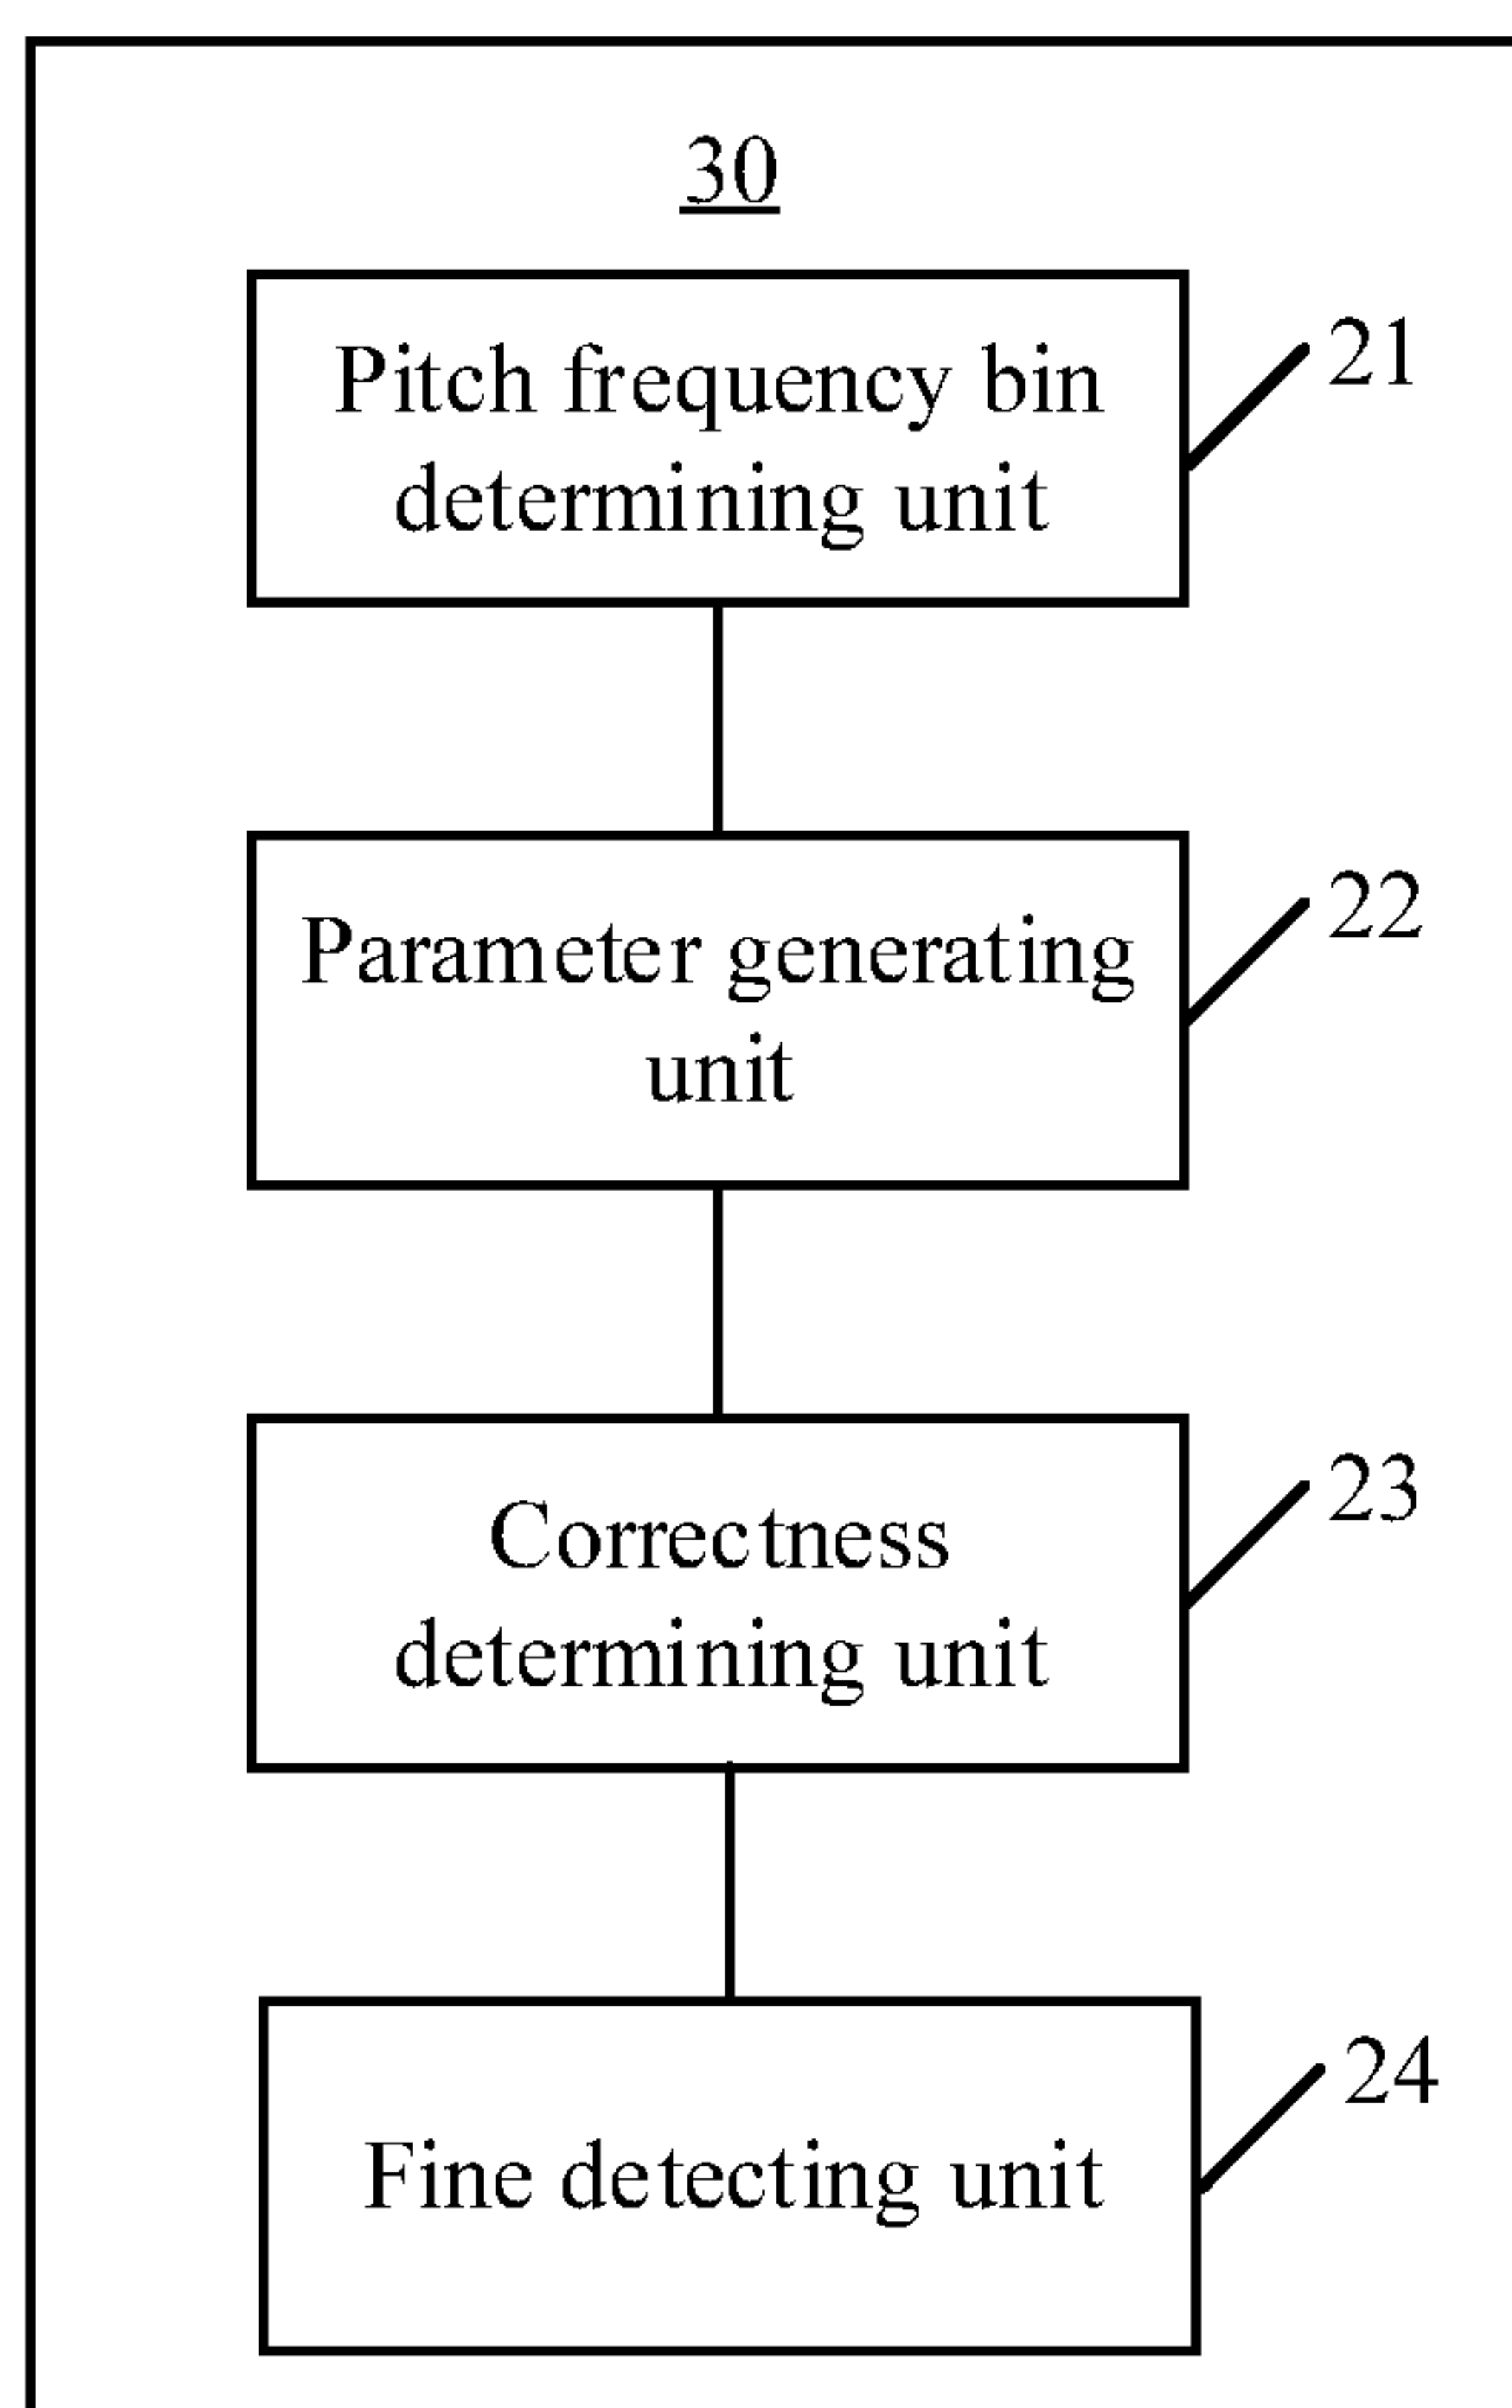 30
Pitch frequency bin
determining unit
21
Parameter generating
unit
22
Correctness
determining unit
23
Fine detecting unit
24